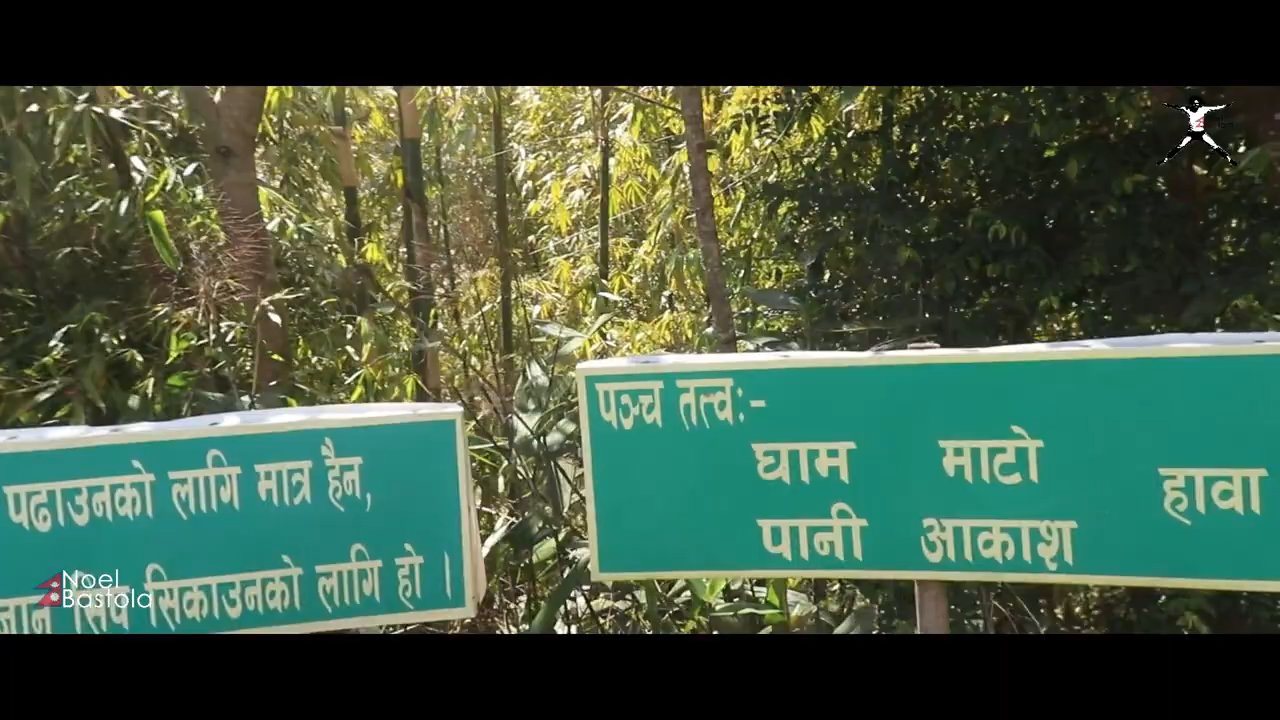 पढाउनको लागि मात्र हैन,
सिकाउनको लागि हो ।
पञ्च तत्वः-
घाम माटो हावा
पानी आकाश
Noel
Bastola